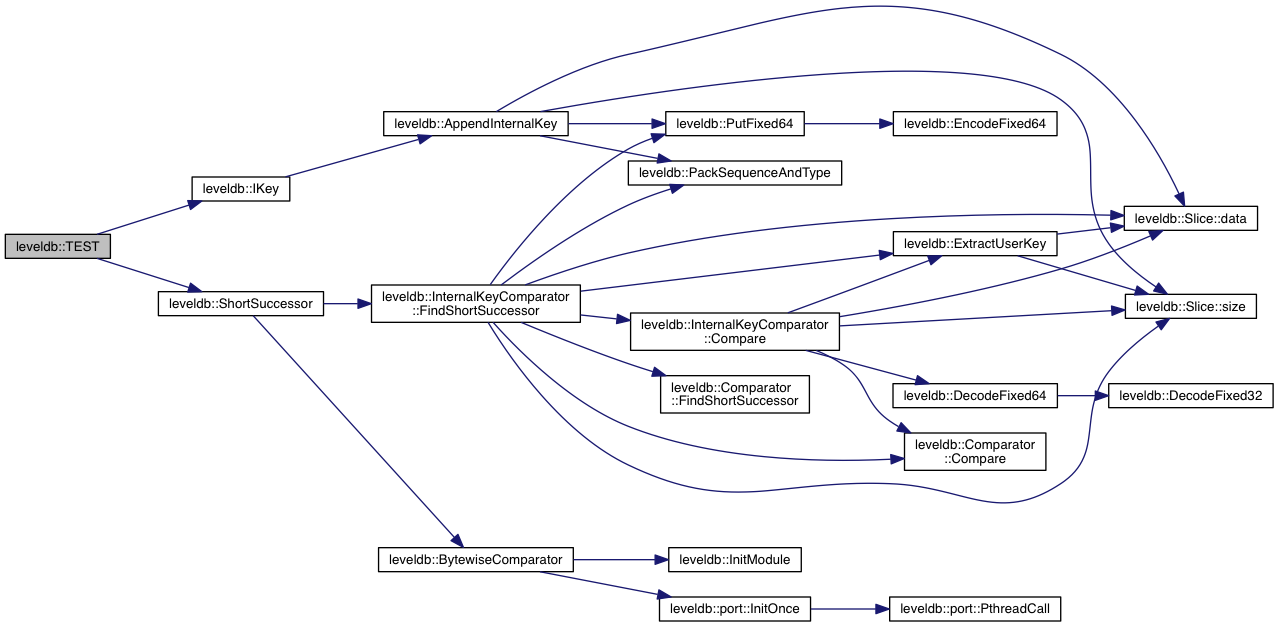 leveldb::TEST
leveldb::IKey
leveldb::ShortSuccessor
leveldb::AppendInternalKey
leveldb::InternalKeyComparator
::FindShortSuccessor
leveldb::BytewiseComparator
leveldb::PutFixed64
leveldb::PackSequenceAndType
leveldb::InternalKeyComparator
::Compare
leveldb::Comparator
::FindShortSuccessor
leveldb::InitModule
leveldb::port::InitOnce
leveldb::EncodeFixed64
leveldb::ExtractUserKey
leveldb::DecodeFixed64
leveldb::Comparator
::Compare
leveldb::port::PthreadCall
leveldb::Slice::data
leveldb::Slice::size
leveldb::DecodeFixed32